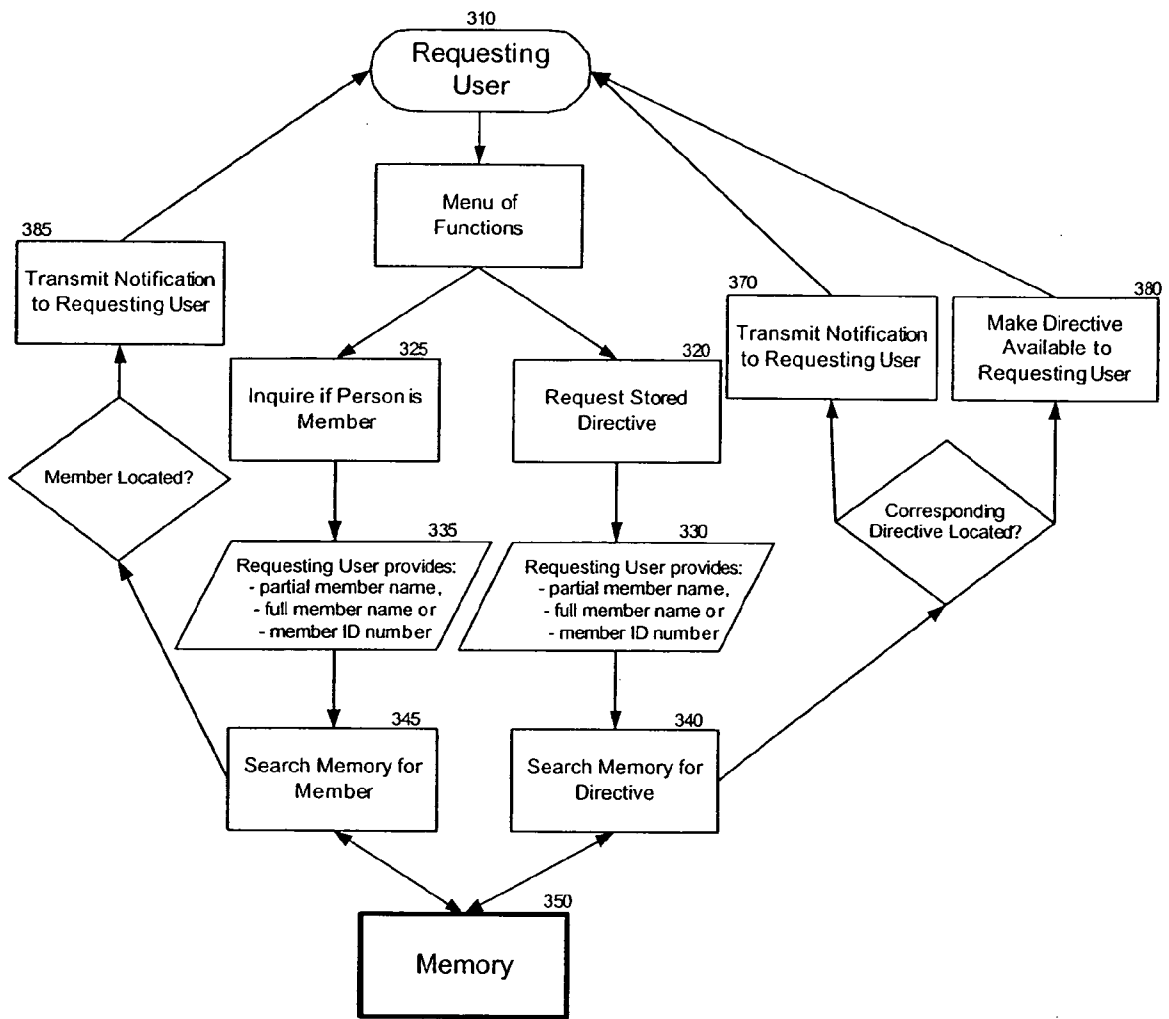 310
Requesting
User
Menu of
Functions
385
Transmit Notification
to Requesting User
370
Transmit Notification
to Requesting User
380
Make Directive
Available to
Requesting User
325
Inquire if Person is
Member
320
Request Stored
Directive
Member Located?
Corresponding
Directive Located?
335
Requesting User provides:
- partial member name,
- full member name or
- member ID number
330
Requesting User provides:
- partial member name,
- full member name or
- member ID number
345
Search Memory for
Member
340
Search Memory for
Directive
350
Memory